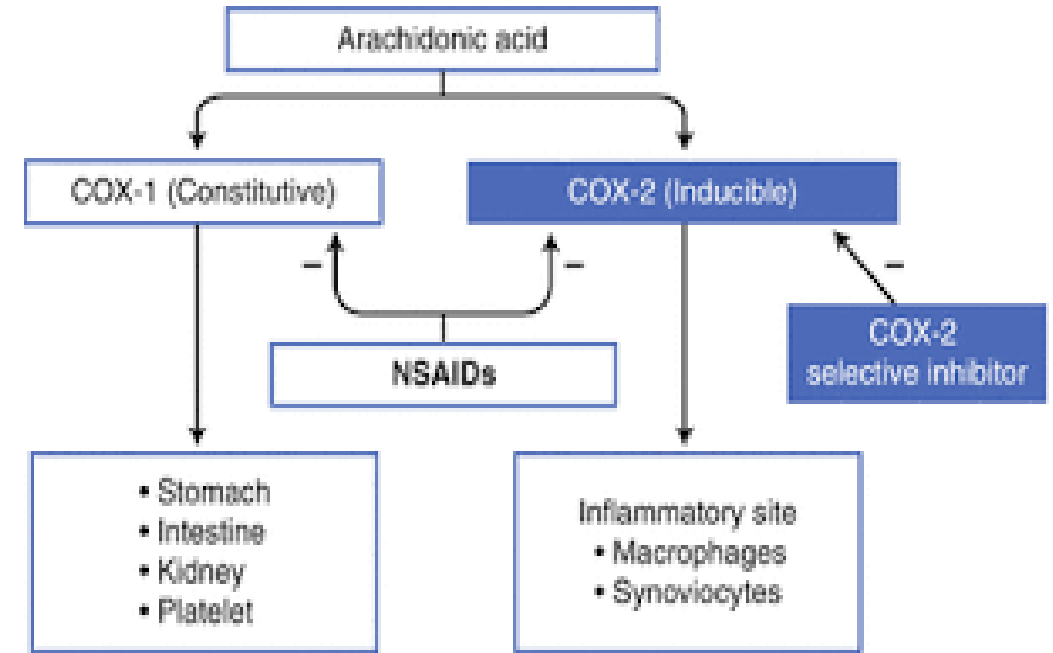 Arachidonic acid
COX-1 (Constitutive)
COX-2 (Inducible)
–
–
–
NSAIDs
COX-2
selective inhibitor
• Stomach
• Intestine
• Kidney
• Platelet
Inflammatory site
• Macrophages
• Synoviocytes